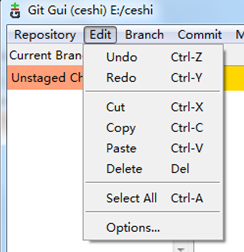 Git Gui (ceshi) E:/ceshi
Repository Edit Branch Commit M
Current Bran
Unstaged Ch
Undo Ctrl-Z
Redo Ctrl-Y
Cut Ctrl-X
Copy Ctrl-C
Paste Ctrl-V
Delete Del
Select All Ctrl-A
Options...